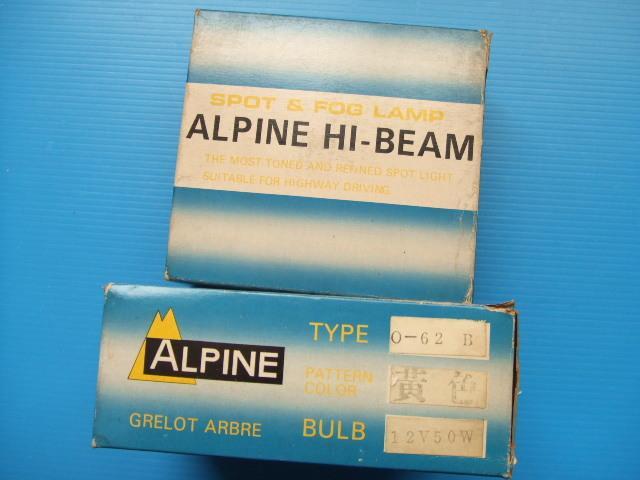 SPOT & FOG LAMP
ALPINE HI-BEAM
THE MOST TONED AND REFINED SPOT LIGHT
SUITABLE FOR HIGHWAY DRIVING
ALPINE
GRELOT ARBRE
TYPE O-62 B
PATTERN
COLOR 黄色
BULB 12V50W